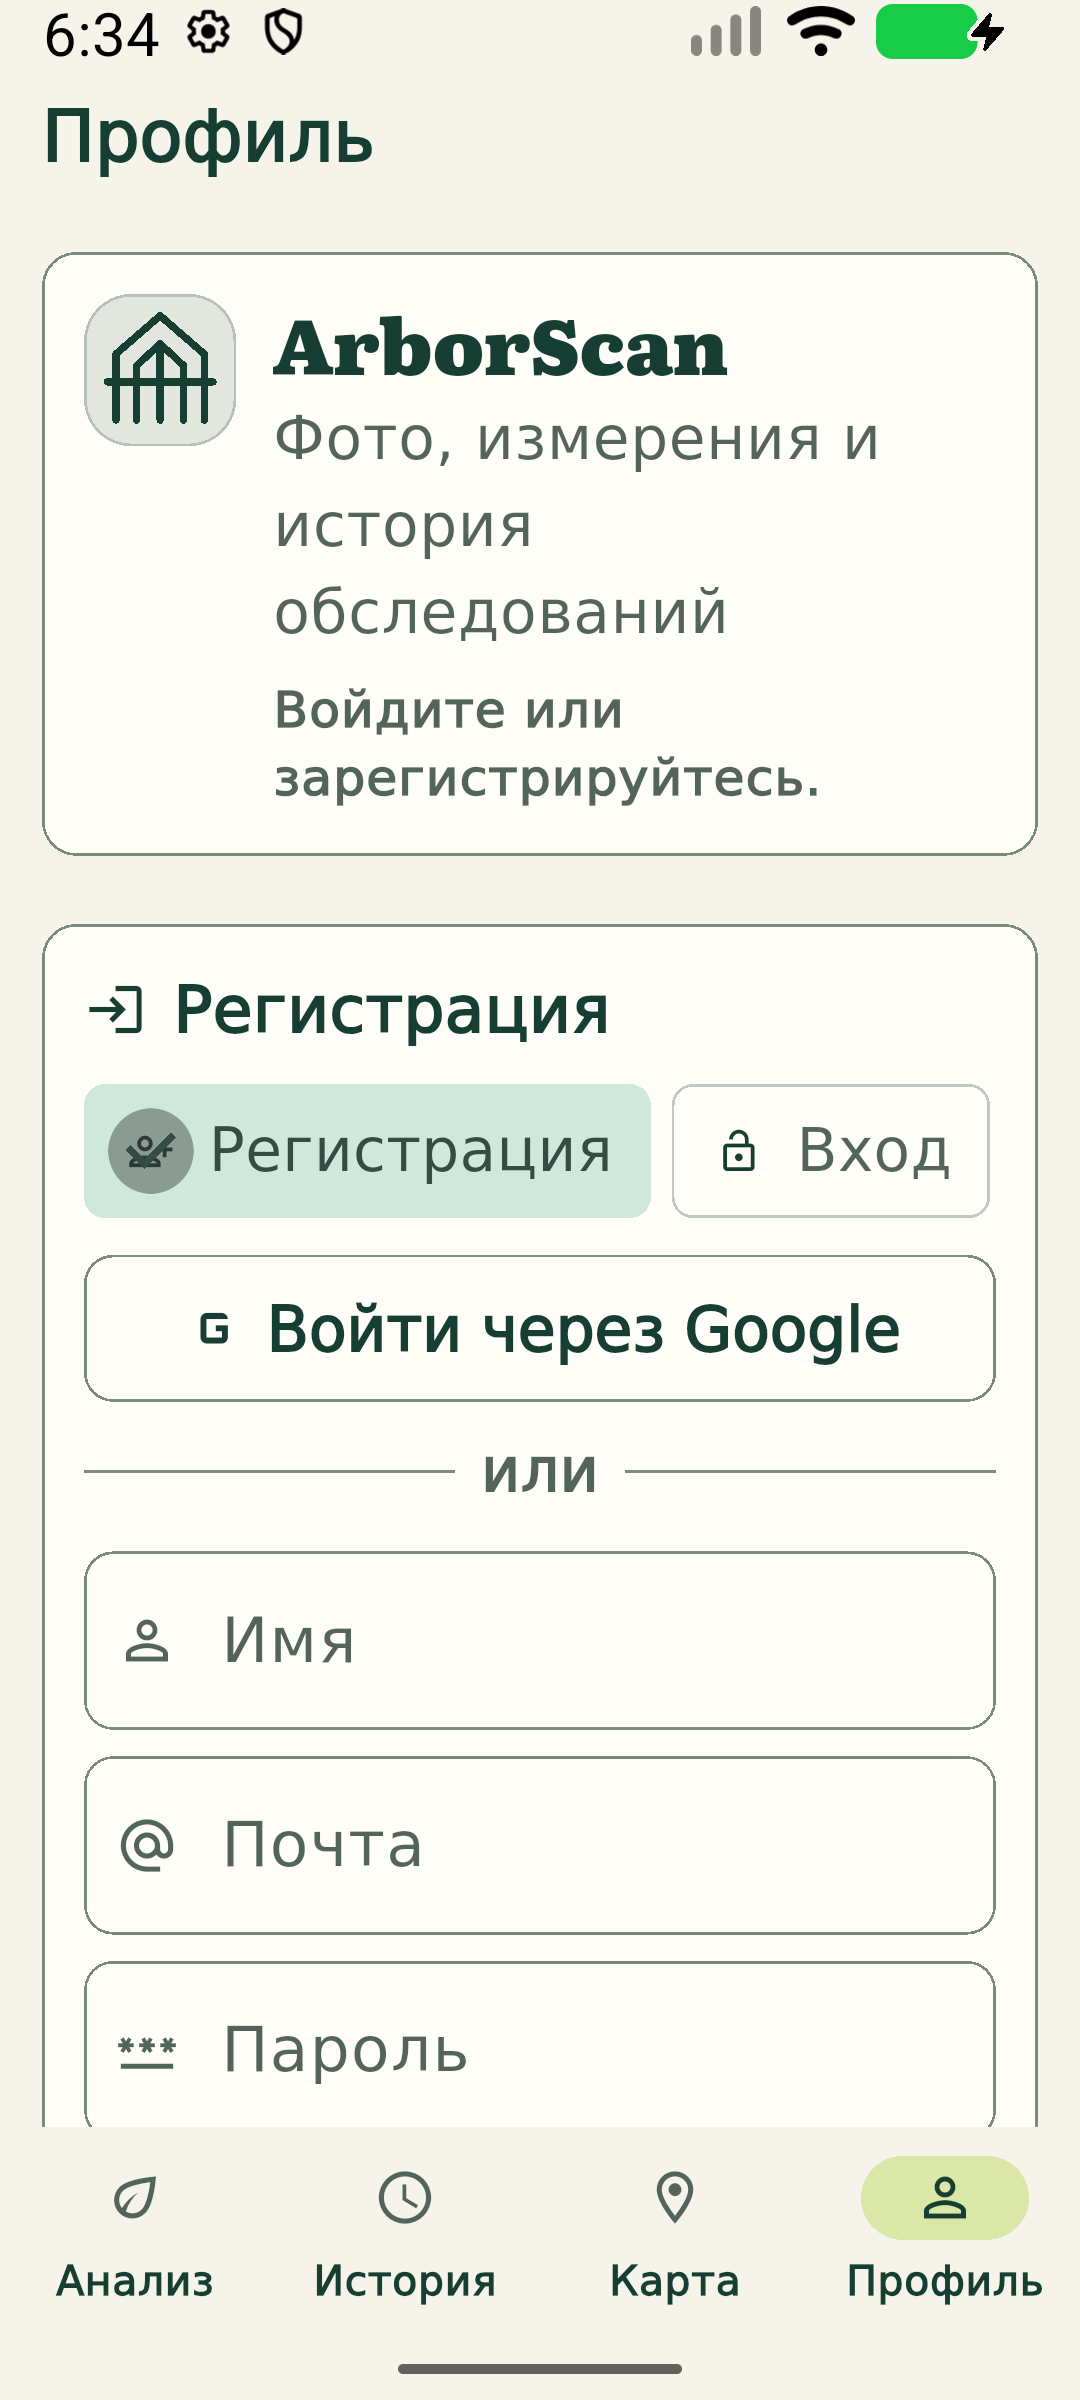 6:34
Профиль
ArborScan
Фото, измерения и
история
обследований
Войдите или
зарегистрируйтесь.
Регистрация
Регистрация
Вход
G Войти через Google
или
Имя
Почта
Пароль
Анализ
История
Карта
Профиль